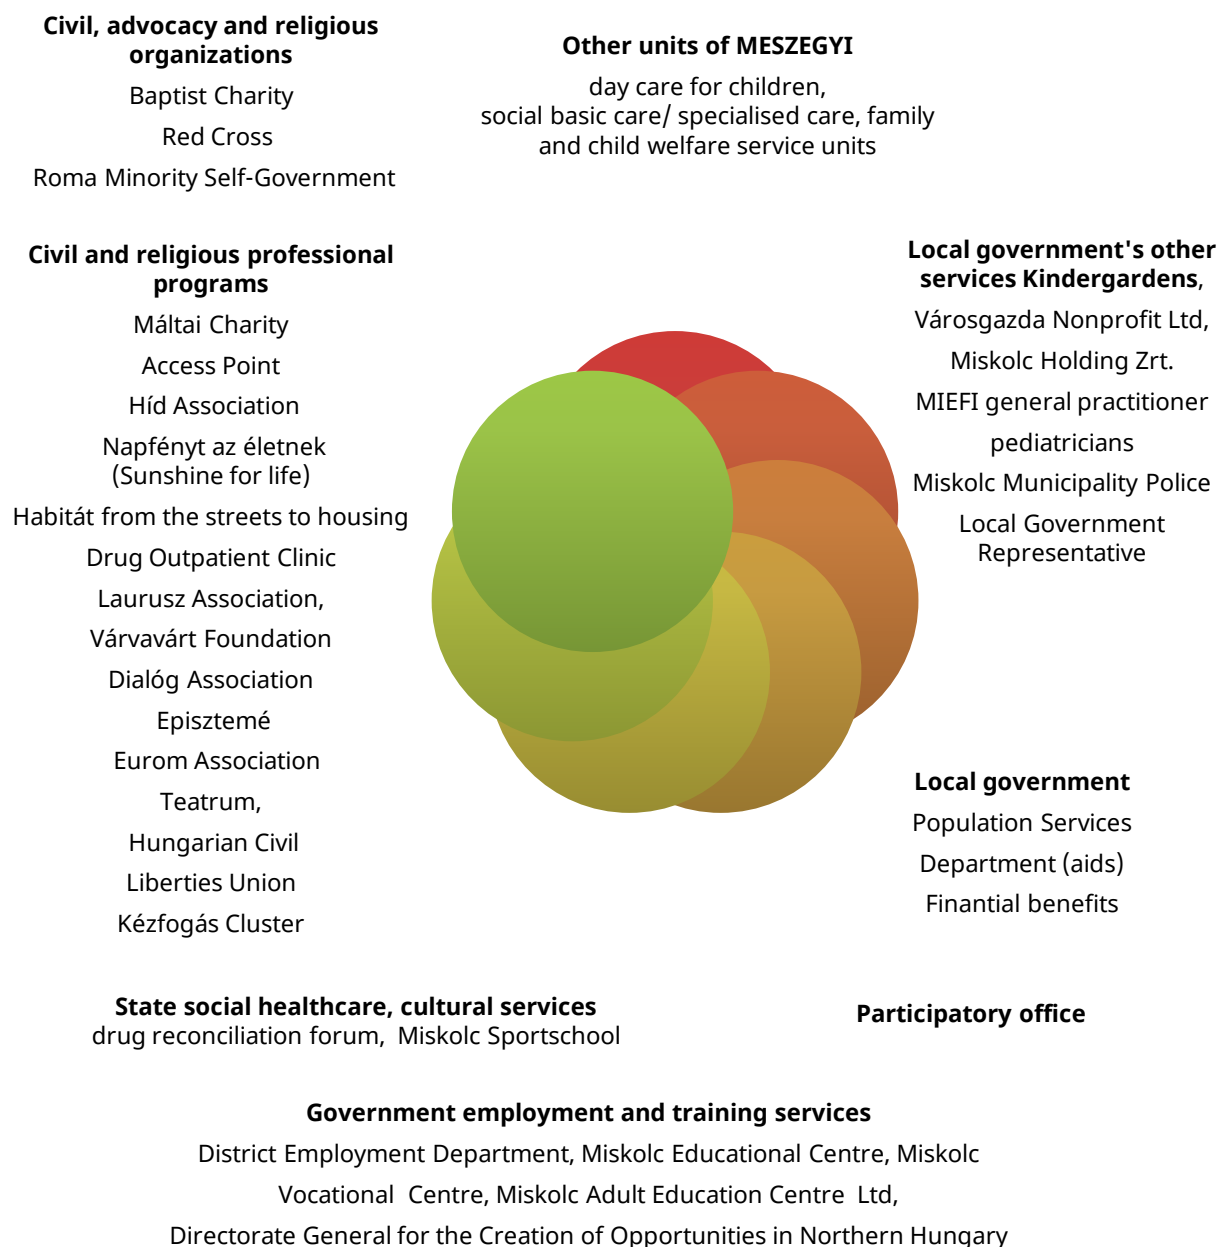 Civil, advocacy and religious
organizations
Baptist Charity
Red Cross
Roma Minority Self-Government
Other units of MESZEGYI
day care for children,
social basic care/ specialised care, family
and child welfare service units
Civil and religious professional
programs
Máltai Charity
Access Point
Híd Association
Napfényt az életnek
(Sunshine for life)
Habitát from the streets to housing
Drug Outpatient Clinic
Laurusz Association,
Várvavárt Foundation
Dialóg Association
Episztemé
Eurom Association
Teatrum,
Hungarian Civil
Liberties Union
Kézfogás Cluster
Local government's other
services Kindergardens,
Városgazda Nonprofit Ltd,
Miskolc Holding Zrt.
MIEFI general practitioner
pediatricians
Miskolc Municipality Police
Local Government
Representative
Local government
Population Services
Department (aids)
Finantial benefits
State social healthcare, cultural services
drug reconciliation forum, Miskolc Sportschool
Participatory office
Government employment and training services
District Employment Department, Miskolc Educational Centre, Miskolc
Vocational Centre, Miskolc Adult Education Centre Ltd,
Directorate General for the Creation of Opportunities in Northern Hungary